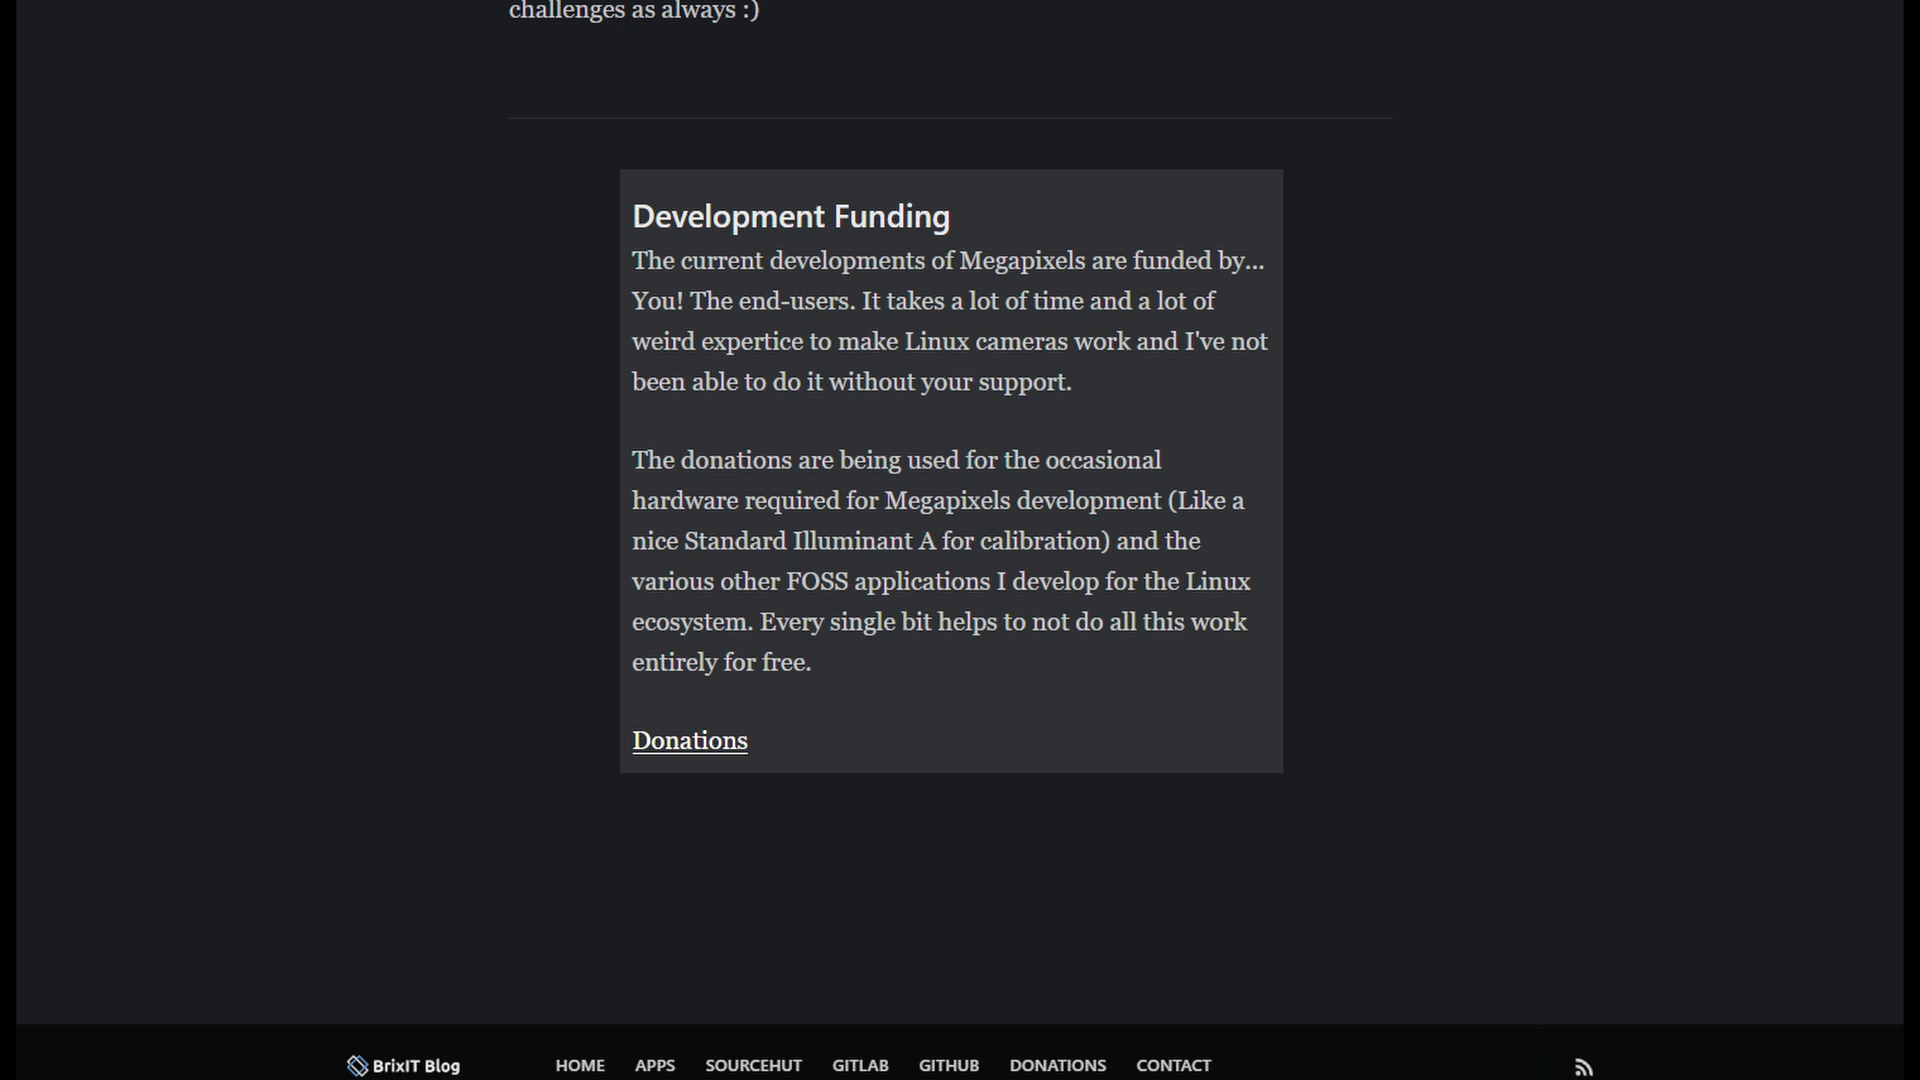 challenges as always :)
Development Funding
The current developments of Megapixels are funded by...
You! The end-users. It takes a lot of time and a lot of
weird expertice to make Linux cameras work and I've not
been able to do it without your support.
The donations are being used for the occasional
hardware required for Megapixels development (Like a
nice Standard Illuminant A for calibration) and the
various other FOSS applications I develop for the Linux
ecosystem. Every single bit helps to not do all this work
entirely for free.
Donations
BrixIT Blog HOME APPS SOURCEHUT GITLAB GITHUB DONATIONS CONTACT